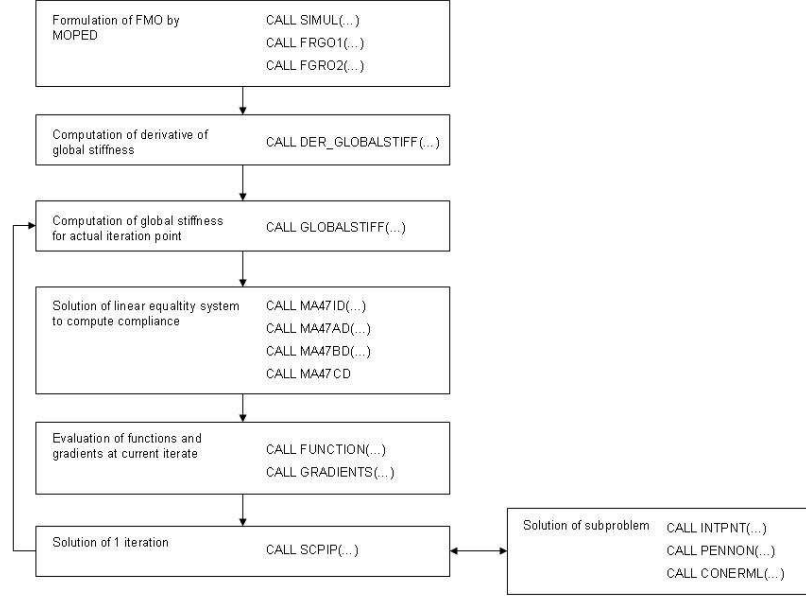 Formulation of FMO by
MOPED
CALL SIMUL(...)
CALL FRGO1(...)
CALL FGRO2(...)
Computation of derivative of
global stiffness
CALL DER_GLOBALSTIFF(...)
Computation of global stiffness
for actual iteration point
CALL GLOBALSTIFF(...)
Solution of linear equaltity system
to compute compliance
CALL MA47ID(...)
CALL MA47AD(...)
CALL MA47BD(...)
CALL MA47CD
Evaluation of functions and
gradients at current iterate
CALL FUNCTION(...)
CALL GRADIENTS(...)
Solution of 1 iteration
CALL SCPIP(...)
Solution of subproblem
CALL INTPNT(...)
CALL PENNON(...)
CALL CONERML(...)